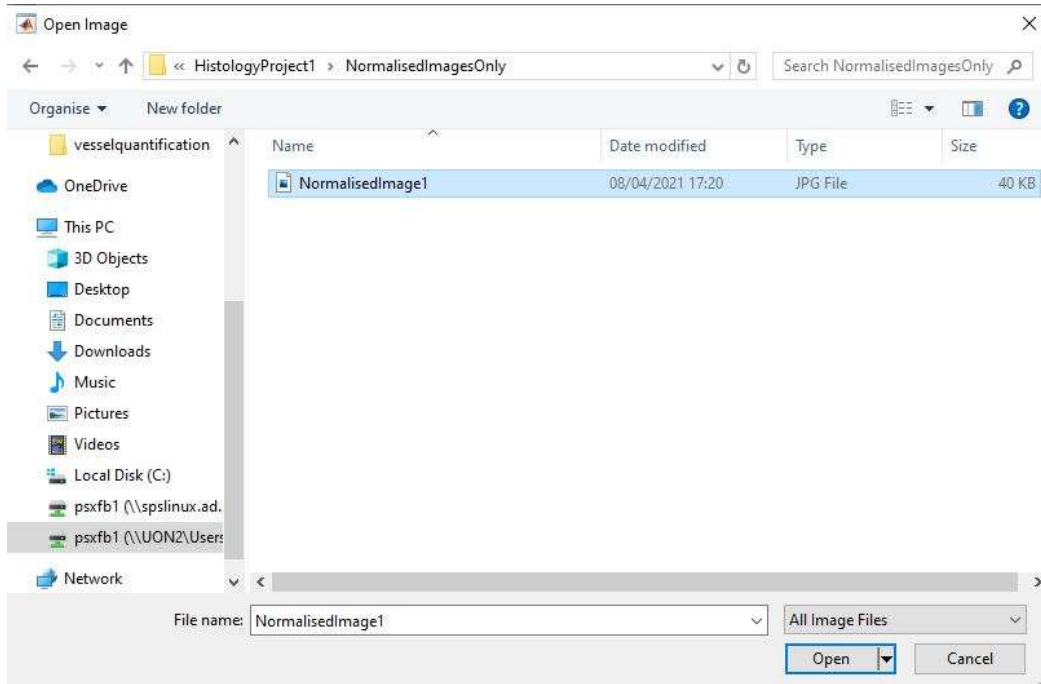 Open Image
« HistologyProject1 › NormalisedImagesOnly
Search NormalisedImagesOnly
Organise
New folder
vesselquantification
OneDrive
This PC
3D Objects
Desktop
Documents
Downloads
Music
Pictures
Videos
Local Disk (C:)
psxfb1 (\\spslinux.ad.
psxfb1 (\\UON2\Users
Network
Name Date modified Type Size
NormalisedImage1 08/04/2021 17:20 JPG File 40 KB
File name: NormalisedImage1 All Image Files
Open Cancel